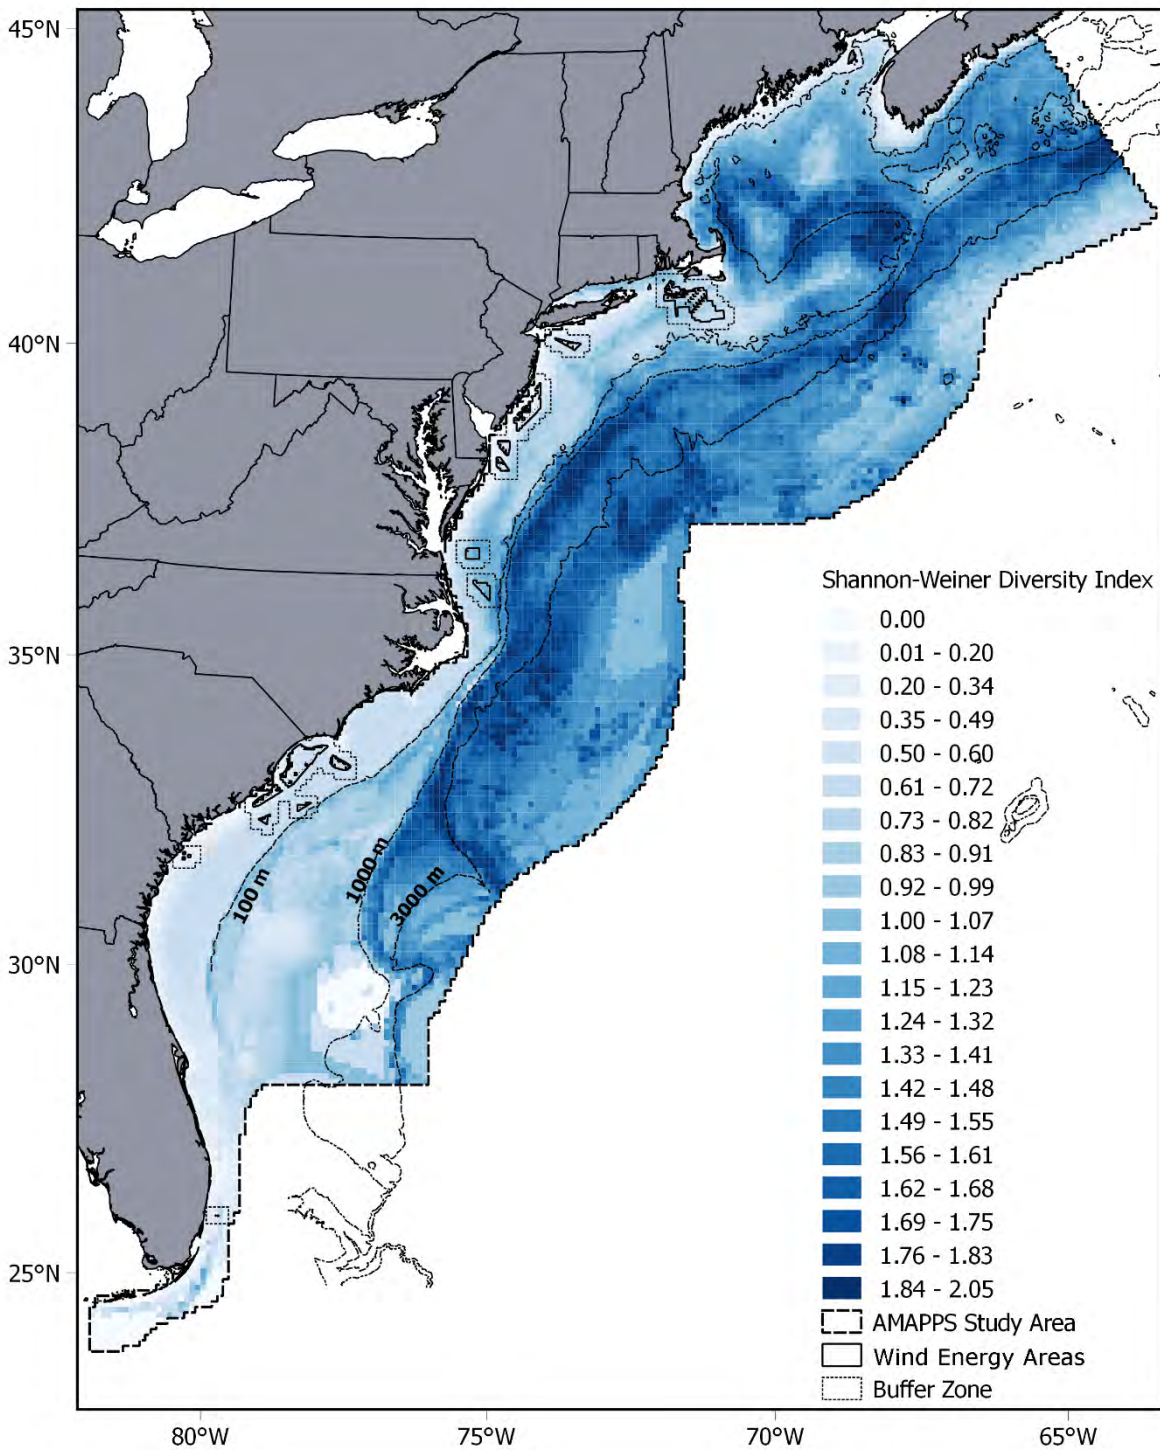 45°N
40°N
35°N
30°N
25°N
80°W
75°W
70°W
65°W
100 m
1000 m
3000 m
Shannon-Weiner Diversity Index
0.00
0.01 - 0.20
0.20 - 0.34
0.35 - 0.49
0.50 - 0.60
0.61 - 0.72
0.73 - 0.82
0.83 - 0.91
0.92 - 0.99
1.00 - 1.07
1.08 - 1.14
1.15 - 1.23
1.24 - 1.32
1.33 - 1.41
1.42 - 1.48
1.49 - 1.55
1.56 - 1.61
1.62 - 1.68
1.69 - 1.75
1.76 - 1.83
1.84 - 2.05
AMAPPS Study Area
Wind Energy Areas
Buffer Zone